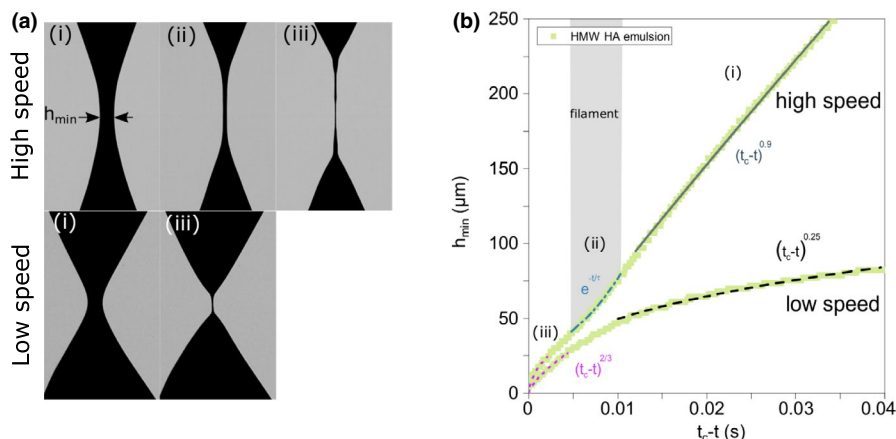 (a)
High speed
(i)
(ii)
(iii)
h_min
Low speed
(i)
(iii)
(b)
250
200
150
100
50
0
h_min (µm)
HMW HA emulsion
filament
(i)
high speed
(t_c-t)^0.9
(ii)
e^-t/τ
(t_c-t)^0.25
low speed
(iii)
(t_c-t)^2/3
0
0.01
0.02
0.03
0.04
t_c-t (s)